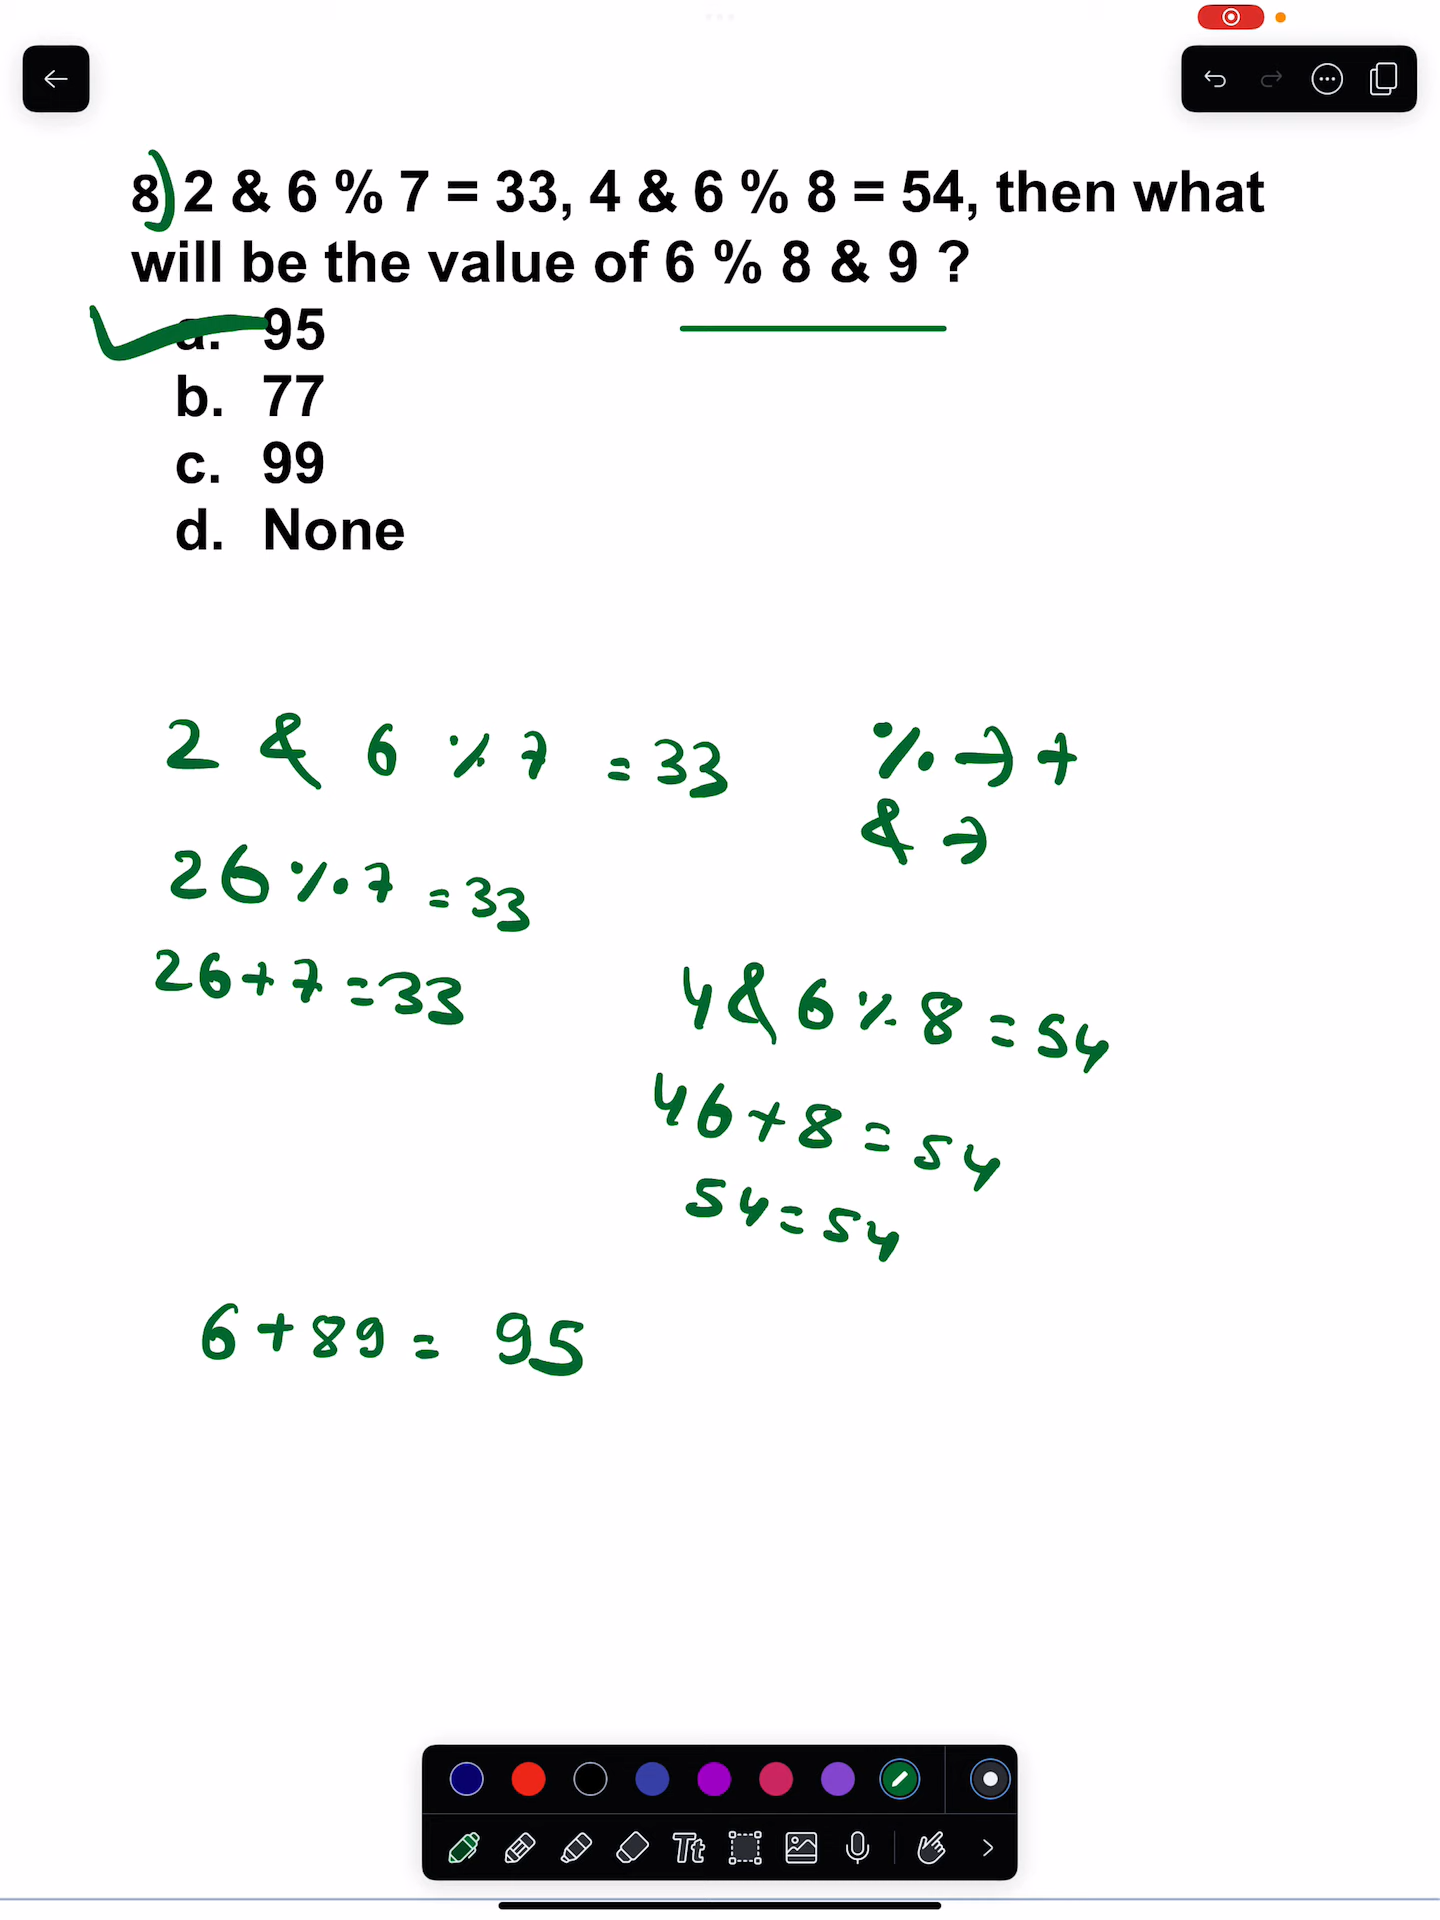 8) 2 & 6 % 7 = 33, 4 & 6 % 8 = 54, then what
will be the value of 6 % 8 & 9 ?
a. 95
b. 77
c. 99
d. None
2 & 6 % 7 = 33
% → +
& →
26 % 7 = 33
26 + 7 = 33
4 & 6 % 8 = 54
46 + 8 = 54
54 = 54
6 + 89 = 95
Tt